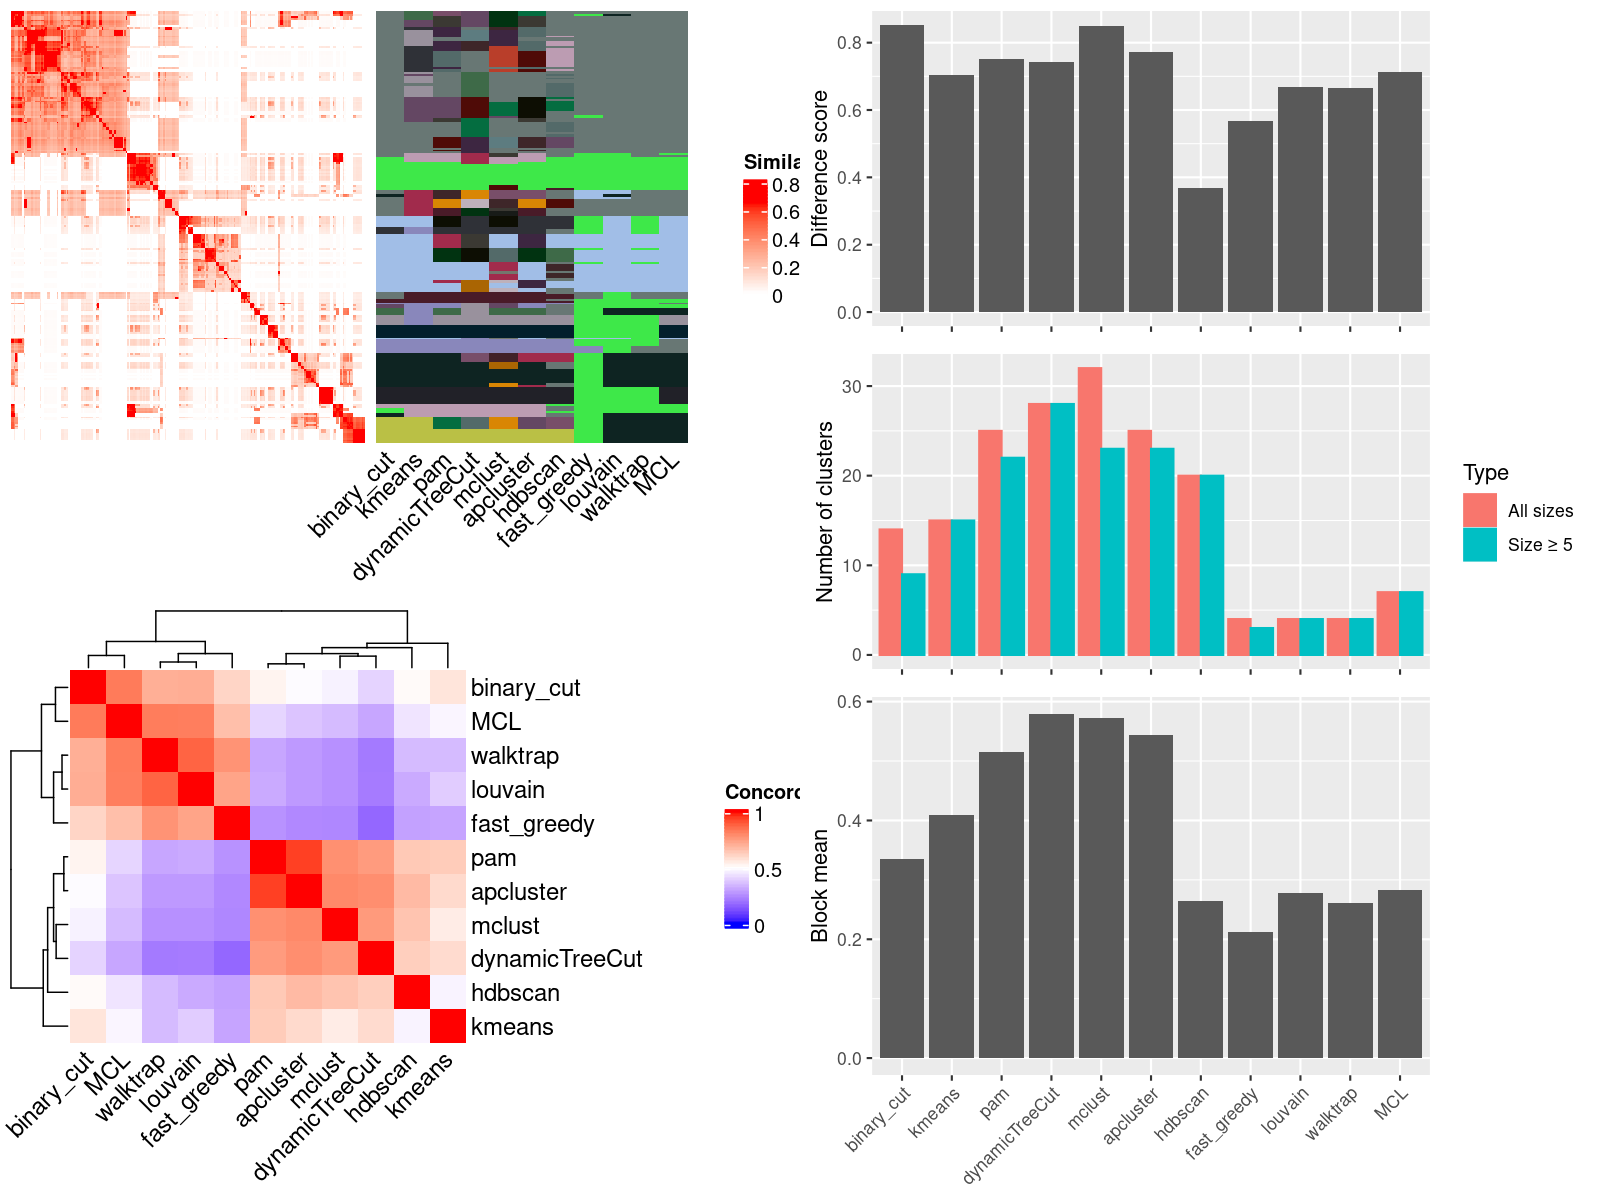 Simila
0.8
0.6
0.4
0.2
0
binary_cut
kmeans
pam
dynamicTreeCut
mclust
apcluster
hdbscan
fast_greedy
louvain
walktrap
MCL
binary_cut
MCL
walktrap
louvain
fast_greedy
pam
apcluster
mclust
dynamicTreeCut
hdbscan
kmeans
binary_cut
MCL
walktrap
louvain
fast_greedy
pam
apcluster
mclust
dynamicTreeCut
hdbscan
kmeans
Concord
1
0.5
0
Difference score
0.8
0.6
0.4
0.2
0.0
Number of clusters
30
20
10
0
Type
All sizes
Size ≥ 5
Block mean
0.6
0.4
0.2
0.0
binary_cut
kmeans
pam
dynamicTreeCut
mclust
apcluster
hdbscan
fast_greedy
louvain
walktrap
MCL